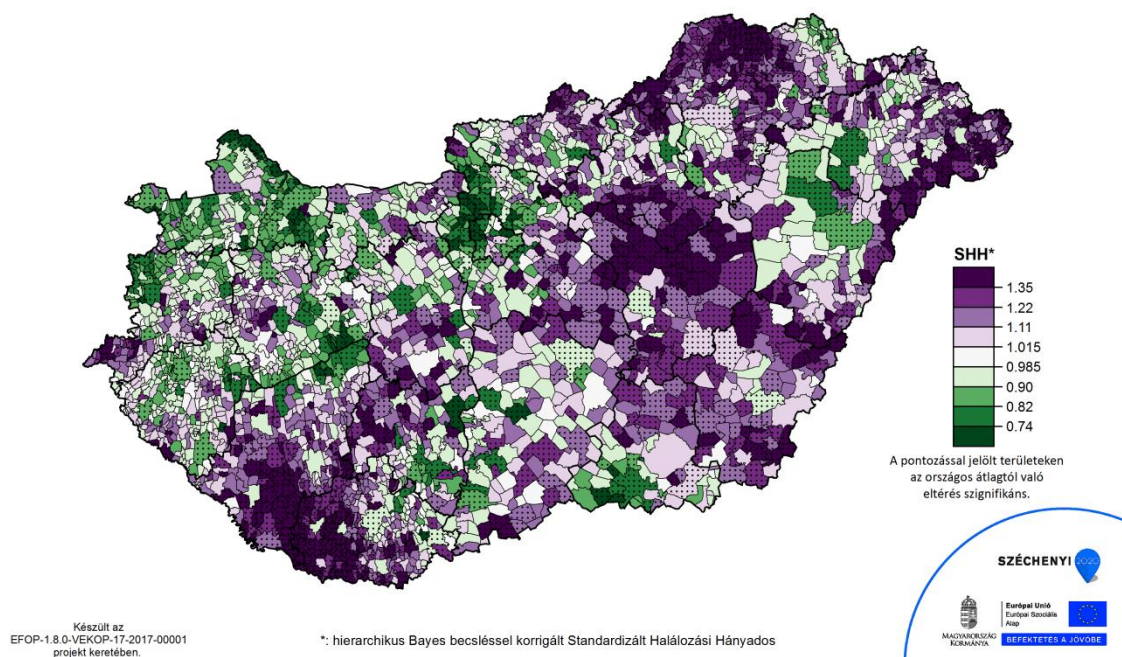 SHH*
1.35
1.22
1.11
1.015
0.985
0.90
0.82
0.74
A pontozással jelölt területeken
az országos átlagtól való
eltérés szignifikáns.
SZÉCHENYI 2020
MAGYARORSZÁG
KORMÁNYA
Európai Unió
Európai Szociális
Alap
BEFEKTETÉS A JÖVŐBE
Készült az
EFOP-1.8.0-VEKOP-17-2017-00001
projekt keretében.
*: hierarchikus Bayes becsléssel korrigált Standardizált Halálozási Hányados